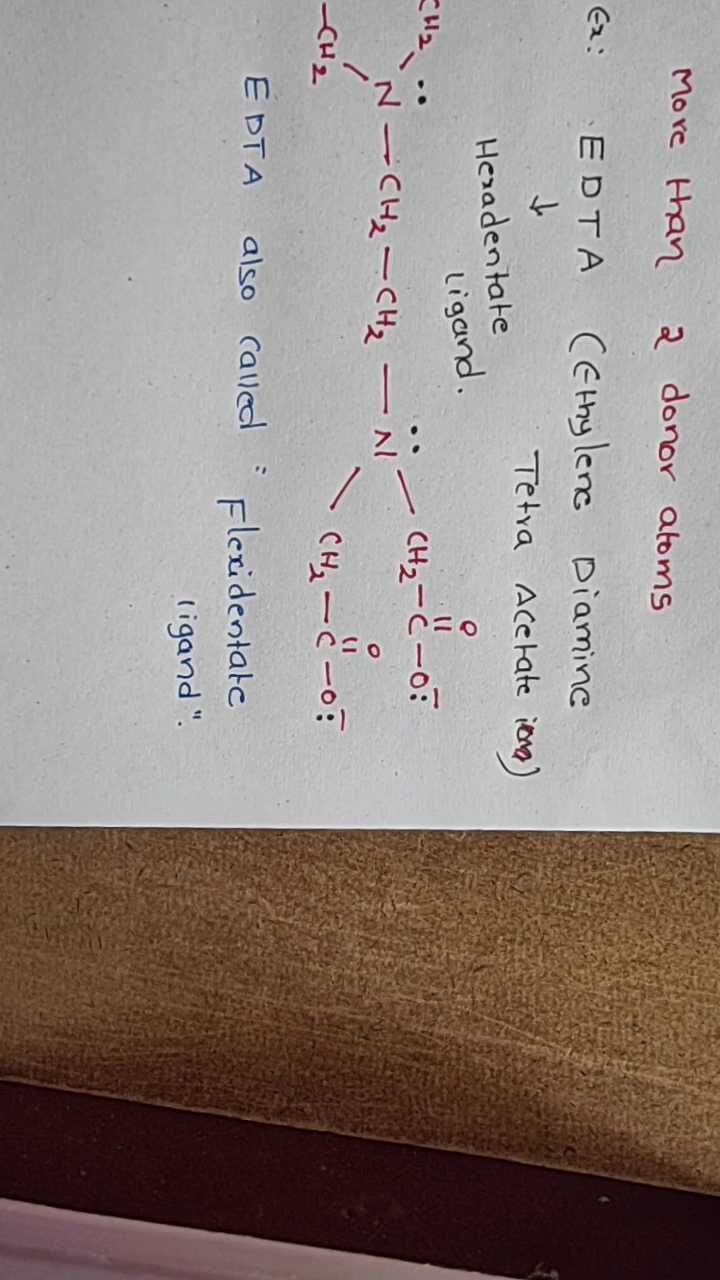 More than 2 donor atoms
Ex: EDTA (Ethylene Diamine
Tetra Acetate ion)
↓
Hexadentate
ligand.
CH₂ O
N̈ — CH₂ — CH₂ — N̈ CH₂ — C — O:⁻
— CH₂ O
CH₂ — C — O:⁻
EDTA also called : Flexidentate
ligand".